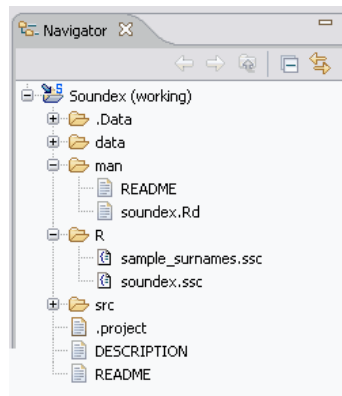 Navigator
Soundex (working)
.Data
data
man
README
soundex.Rd
R
sample_surnames.ssc
soundex.ssc
src
.project
DESCRIPTION
README